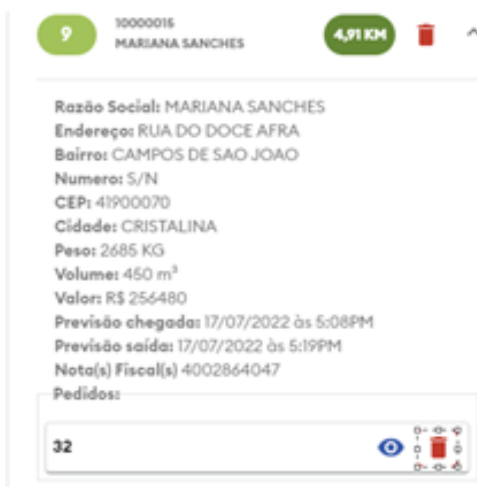 9
10000015
MARIANA SANCHES
4,91 KM
Razão Social: MARIANA SANCHES
Endereço: RUA DO DOCE AFRA
Bairro: CAMPOS DE SAO JOAO
Numero: S/N
CEP: 41900070
Cidade: CRISTALINA
Peso: 2685 KG
Volume: 450 m³
Valor: R$ 256480
Previsão chegada: 17/07/2022 às 5:08PM
Previsão saída: 17/07/2022 às 5:19PM
Nota(s) Fiscal(s) 4002864047
Pedidos:
32